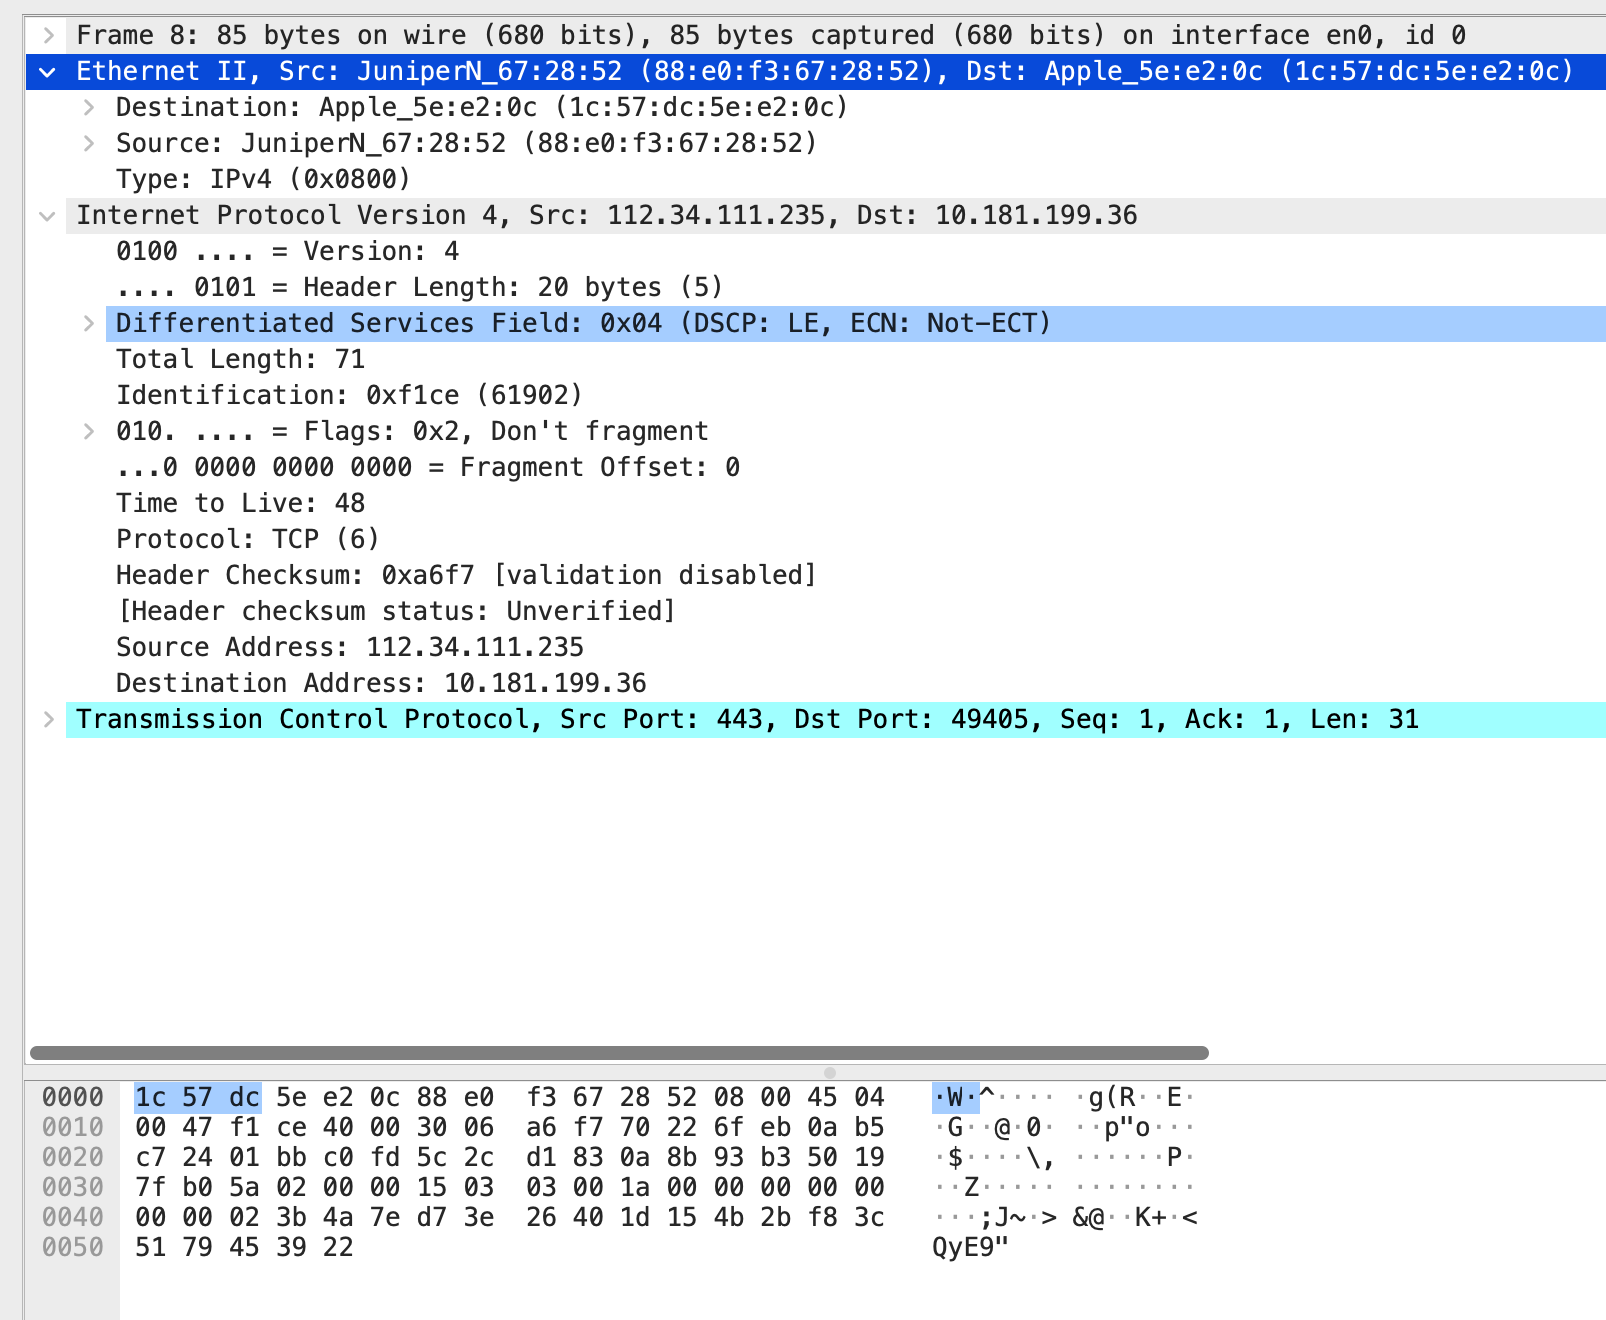 Frame 8: 85 bytes on wire (680 bits), 85 bytes captured (680 bits) on interface en0, id 0
Ethernet II, Src: JuniperN_67:28:52 (88:e0:f3:67:28:52), Dst: Apple_5e:e2:0c (1c:57:dc:5e:e2:0c)
Destination: Apple_5e:e2:0c (1c:57:dc:5e:e2:0c)
Source: JuniperN_67:28:52 (88:e0:f3:67:28:52)
Type: IPv4 (0x0800)
Internet Protocol Version 4, Src: 112.34.111.235, Dst: 10.181.199.36
0100 .... = Version: 4
.... 0101 = Header Length: 20 bytes (5)
Differentiated Services Field: 0x04 (DSCP: LE, ECN: Not-ECT)
Total Length: 71
Identification: 0xf1ce (61902)
010. .... = Flags: 0x2, Don't fragment
...0 0000 0000 0000 = Fragment Offset: 0
Time to Live: 48
Protocol: TCP (6)
Header Checksum: 0xa6f7 [validation disabled]
[Header checksum status: Unverified]
Source Address: 112.34.111.235
Destination Address: 10.181.199.36
Transmission Control Protocol, Src Port: 443, Dst Port: 49405, Seq: 1, Ack: 1, Len: 31
0000 1c 57 dc 5e e2 0c 88 e0 f3 67 28 52 08 00 45 04 ·W·^···· ·g(R··E·
0010 00 47 f1 ce 40 00 30 06 a6 f7 70 22 6f eb 0a b5 ·G··@·0· ··p"o···
0020 c7 24 01 bb c0 fd 5c 2c d1 83 0a 8b 93 b3 50 19 ·$····\, ······P·
0030 7f b0 5a 02 00 00 15 03 03 00 1a 00 00 00 00 00 ··Z····· ········
0040 00 00 02 3b 4a 7e d7 3e 26 40 1d 15 4b 2b f8 3c ···;J~·> &@··K+·<
0050 51 79 45 39 22 QyE9"